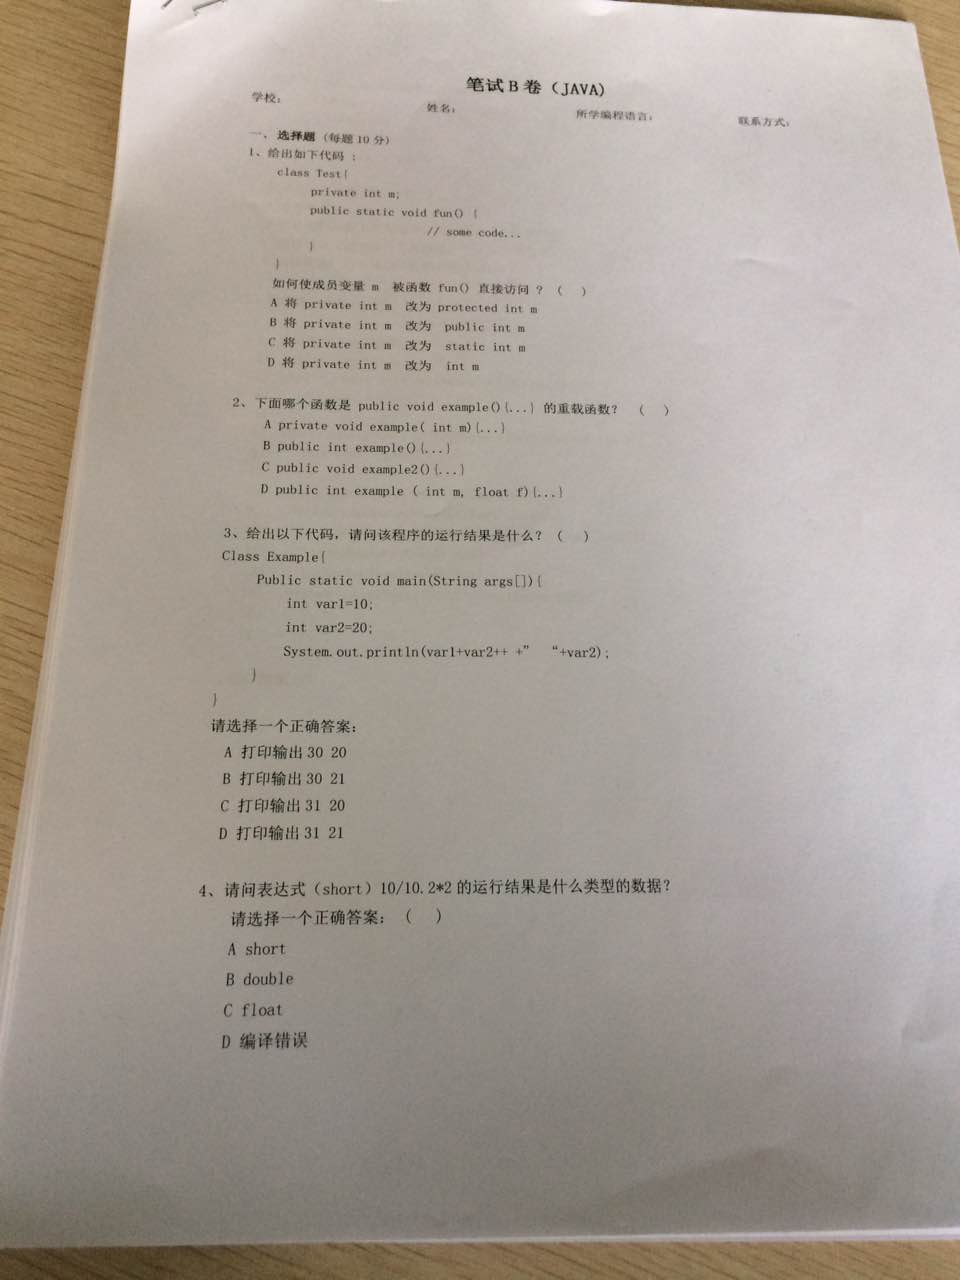 笔试B卷（JAVA）
学校： 姓名： 所学编程语言： 联系方式：
一、选择题（每题10分）
1、给出如下代码 ：
class Test{
private int m;
public static void fun() {
// some code...
}
}
如何使成员变量 m 被函数 fun() 直接访问 ？ （ ）
A 将 private int m 改为 protected int m
B 将 private int m 改为 public int m
C 将 private int m 改为 static int m
D 将 private int m 改为 int m
2、下面哪个函数是 public void example(){...} 的重载函数？ （ ）
A private void example( int m){...}
B public int example(){...}
C public void example2(){...}
D public int example ( int m, float f){...}
3、给出以下代码，请问该程序的运行结果是什么？（ ）
Class Example{
Public static void main(String args[]){
int var1=10;
int var2=20;
System.out.println(var1+var2++ +” “+var2);
}
}
请选择一个正确答案：
A 打印输出 30 20
B 打印输出 30 21
C 打印输出 31 20
D 打印输出 31 21
4、请问表达式（short）10/10.2*2 的运行结果是什么类型的数据？
请选择一个正确答案：（ ）
A short
B double
C float
D 编译错误